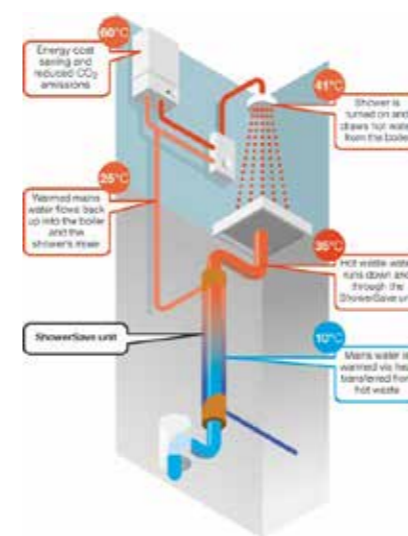 60°C
Energy cost
saving and
reduced CO₂
emissions
41°C
Shower is
turned on and
draws hot water
from the boiler
25°C
Warmed mains
water flows back
up into the boiler
and the
shower's mixer
35°C
Hot waste water
runs down and
through the
ShowerSave unit
ShowerSave unit
10°C
Mains water is
warmed via heat
transferred from
hot waste